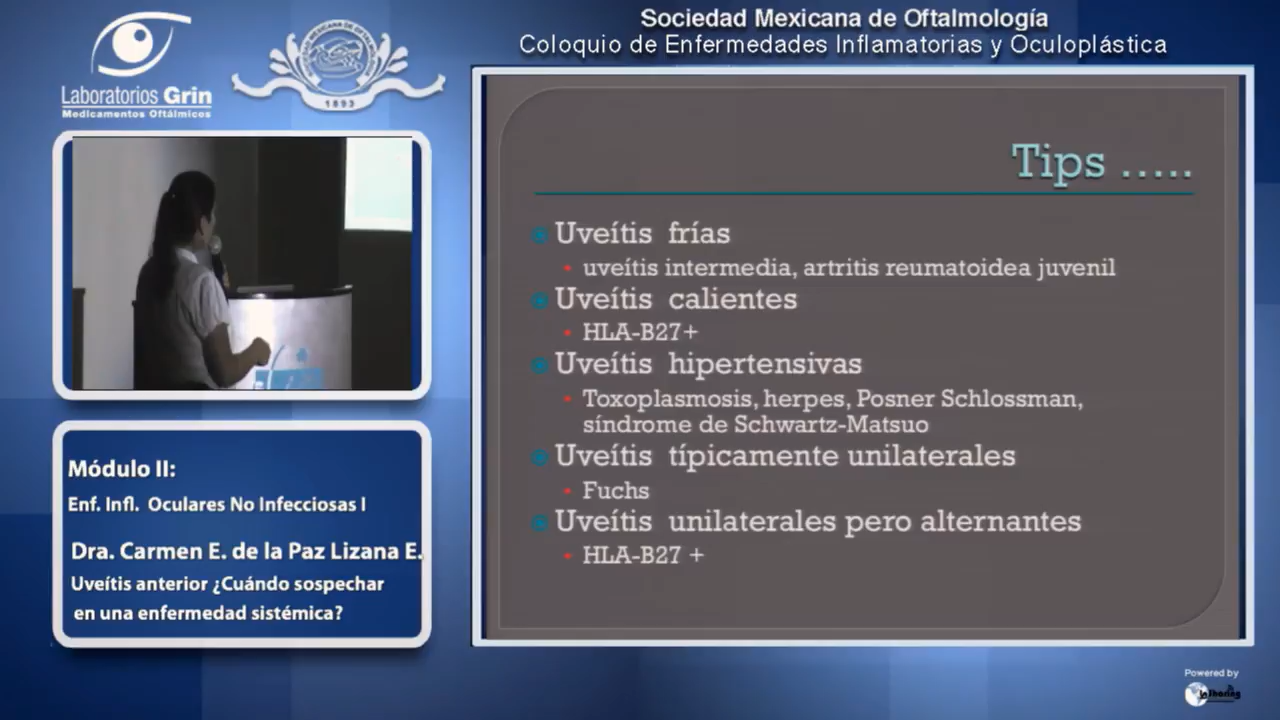 Sociedad Mexicana de Oftalmología
Coloquio de Enfermedades Inflamatorias y Oculoplástica
Laboratorios Grin
Medicamentos Oftálmicos
1893
Tips .....
Uveítis frías
uveítis intermedia, artritis reumatoidea juvenil
Uveítis calientes
HLA-B27+
Uveítis hipertensivas
Toxoplasmosis, herpes, Posner Schlossman,
síndrome de Schwartz-Matsuo
Uveítis típicamente unilaterales
Fuchs
Uveítis unilaterales pero alternantes
HLA-B27 +
Módulo II:
Enf. Infl. Oculares No Infecciosas I
Dra. Carmen E. de la Paz Lizana E.
Uveítis anterior ¿Cuándo sospechar
en una enfermedad sistémica?
Powered by